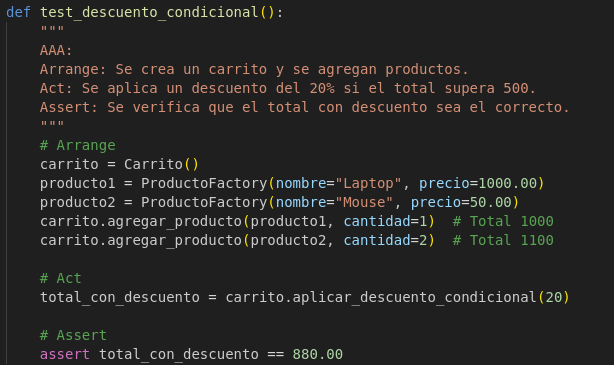 def test_descuento_condicional():
    """
    AAA:
    Arrange: Se crea un carrito y se agregan productos.
    Act: Se aplica un descuento del 20% si el total supera 500.
    Assert: Se verifica que el total con descuento sea el correcto.
    """
    # Arrange
    carrito = Carrito()
    producto1 = ProductoFactory(nombre="Laptop", precio=1000.00)
    producto2 = ProductoFactory(nombre="Mouse", precio=50.00)
    carrito.agregar_producto(producto1, cantidad=1)  # Total 1000
    carrito.agregar_producto(producto2, cantidad=2)  # Total 1100

    # Act
    total_con_descuento = carrito.aplicar_descuento_condicional(20)

    # Assert
    assert total_con_descuento == 880.00